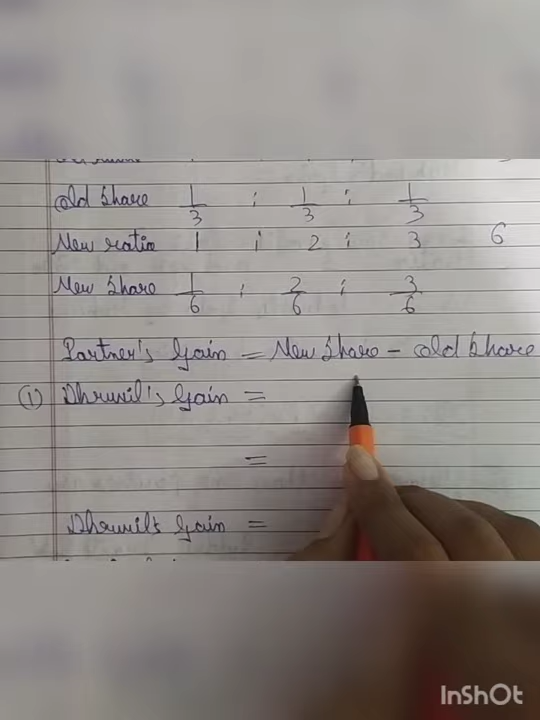 Old share 1/3 : 1/3 : 1/3
New ratio 1 : 2 : 3 6
New share 1/6 : 2/6 : 3/6
Partner's Gain = New share - old share
(1) Dhruvil's Gain =
=
Dhruvil's Gain =
InShOt